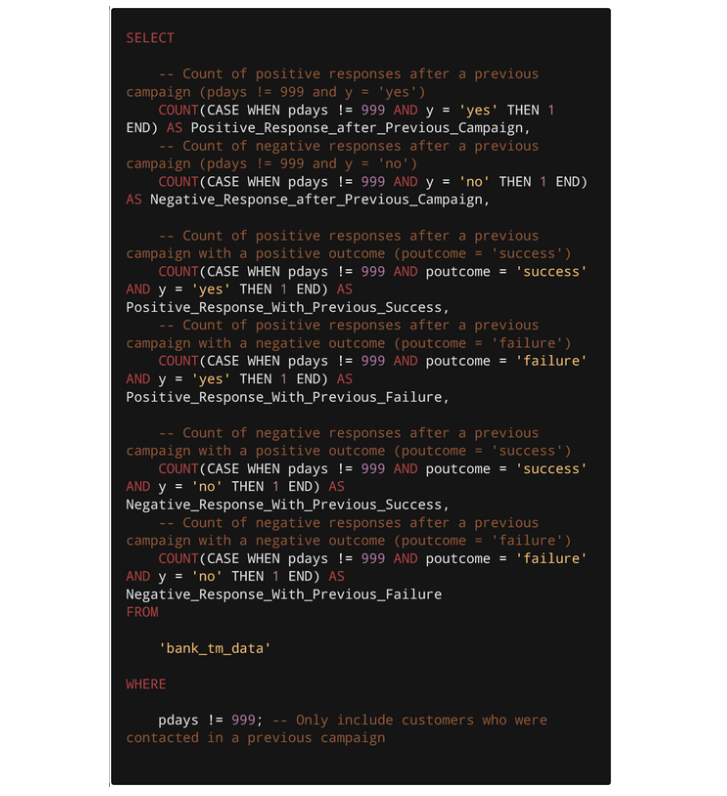 SELECT
-- Count of positive responses after a previous
campaign (pdays != 999 and y = 'yes')
COUNT(CASE WHEN pdays != 999 AND y = 'yes' THEN 1
END) AS Positive_Response_after_Previous_Campaign,
-- Count of negative responses after a previous
campaign (pdays != 999 and y = 'no')
COUNT(CASE WHEN pdays != 999 AND y = 'no' THEN 1 END)
AS Negative_Response_after_Previous_Campaign,
-- Count of positive responses after a previous
campaign with a positive outcome (poutcome = 'success')
COUNT(CASE WHEN pdays != 999 AND poutcome = 'success'
AND y = 'yes' THEN 1 END) AS
Positive_Response_With_Previous_Success,
-- Count of positive responses after a previous
campaign with a negative outcome (poutcome = 'failure')
COUNT(CASE WHEN pdays != 999 AND poutcome = 'failure'
AND y = 'yes' THEN 1 END) AS
Positive_Response_With_Previous_Failure,
-- Count of negative responses after a previous
campaign with a positive outcome (poutcome = 'success')
COUNT(CASE WHEN pdays != 999 AND poutcome = 'success'
AND y = 'no' THEN 1 END) AS
Negative_Response_With_Previous_Success,
-- Count of negative responses after a previous
campaign with a negative outcome (poutcome = 'failure')
COUNT(CASE WHEN pdays != 999 AND poutcome = 'failure'
AND y = 'no' THEN 1 END) AS
Negative_Response_With_Previous_Failure
FROM
'bank_tm_data'
WHERE
pdays != 999; -- Only include customers who were
contacted in a previous campaign